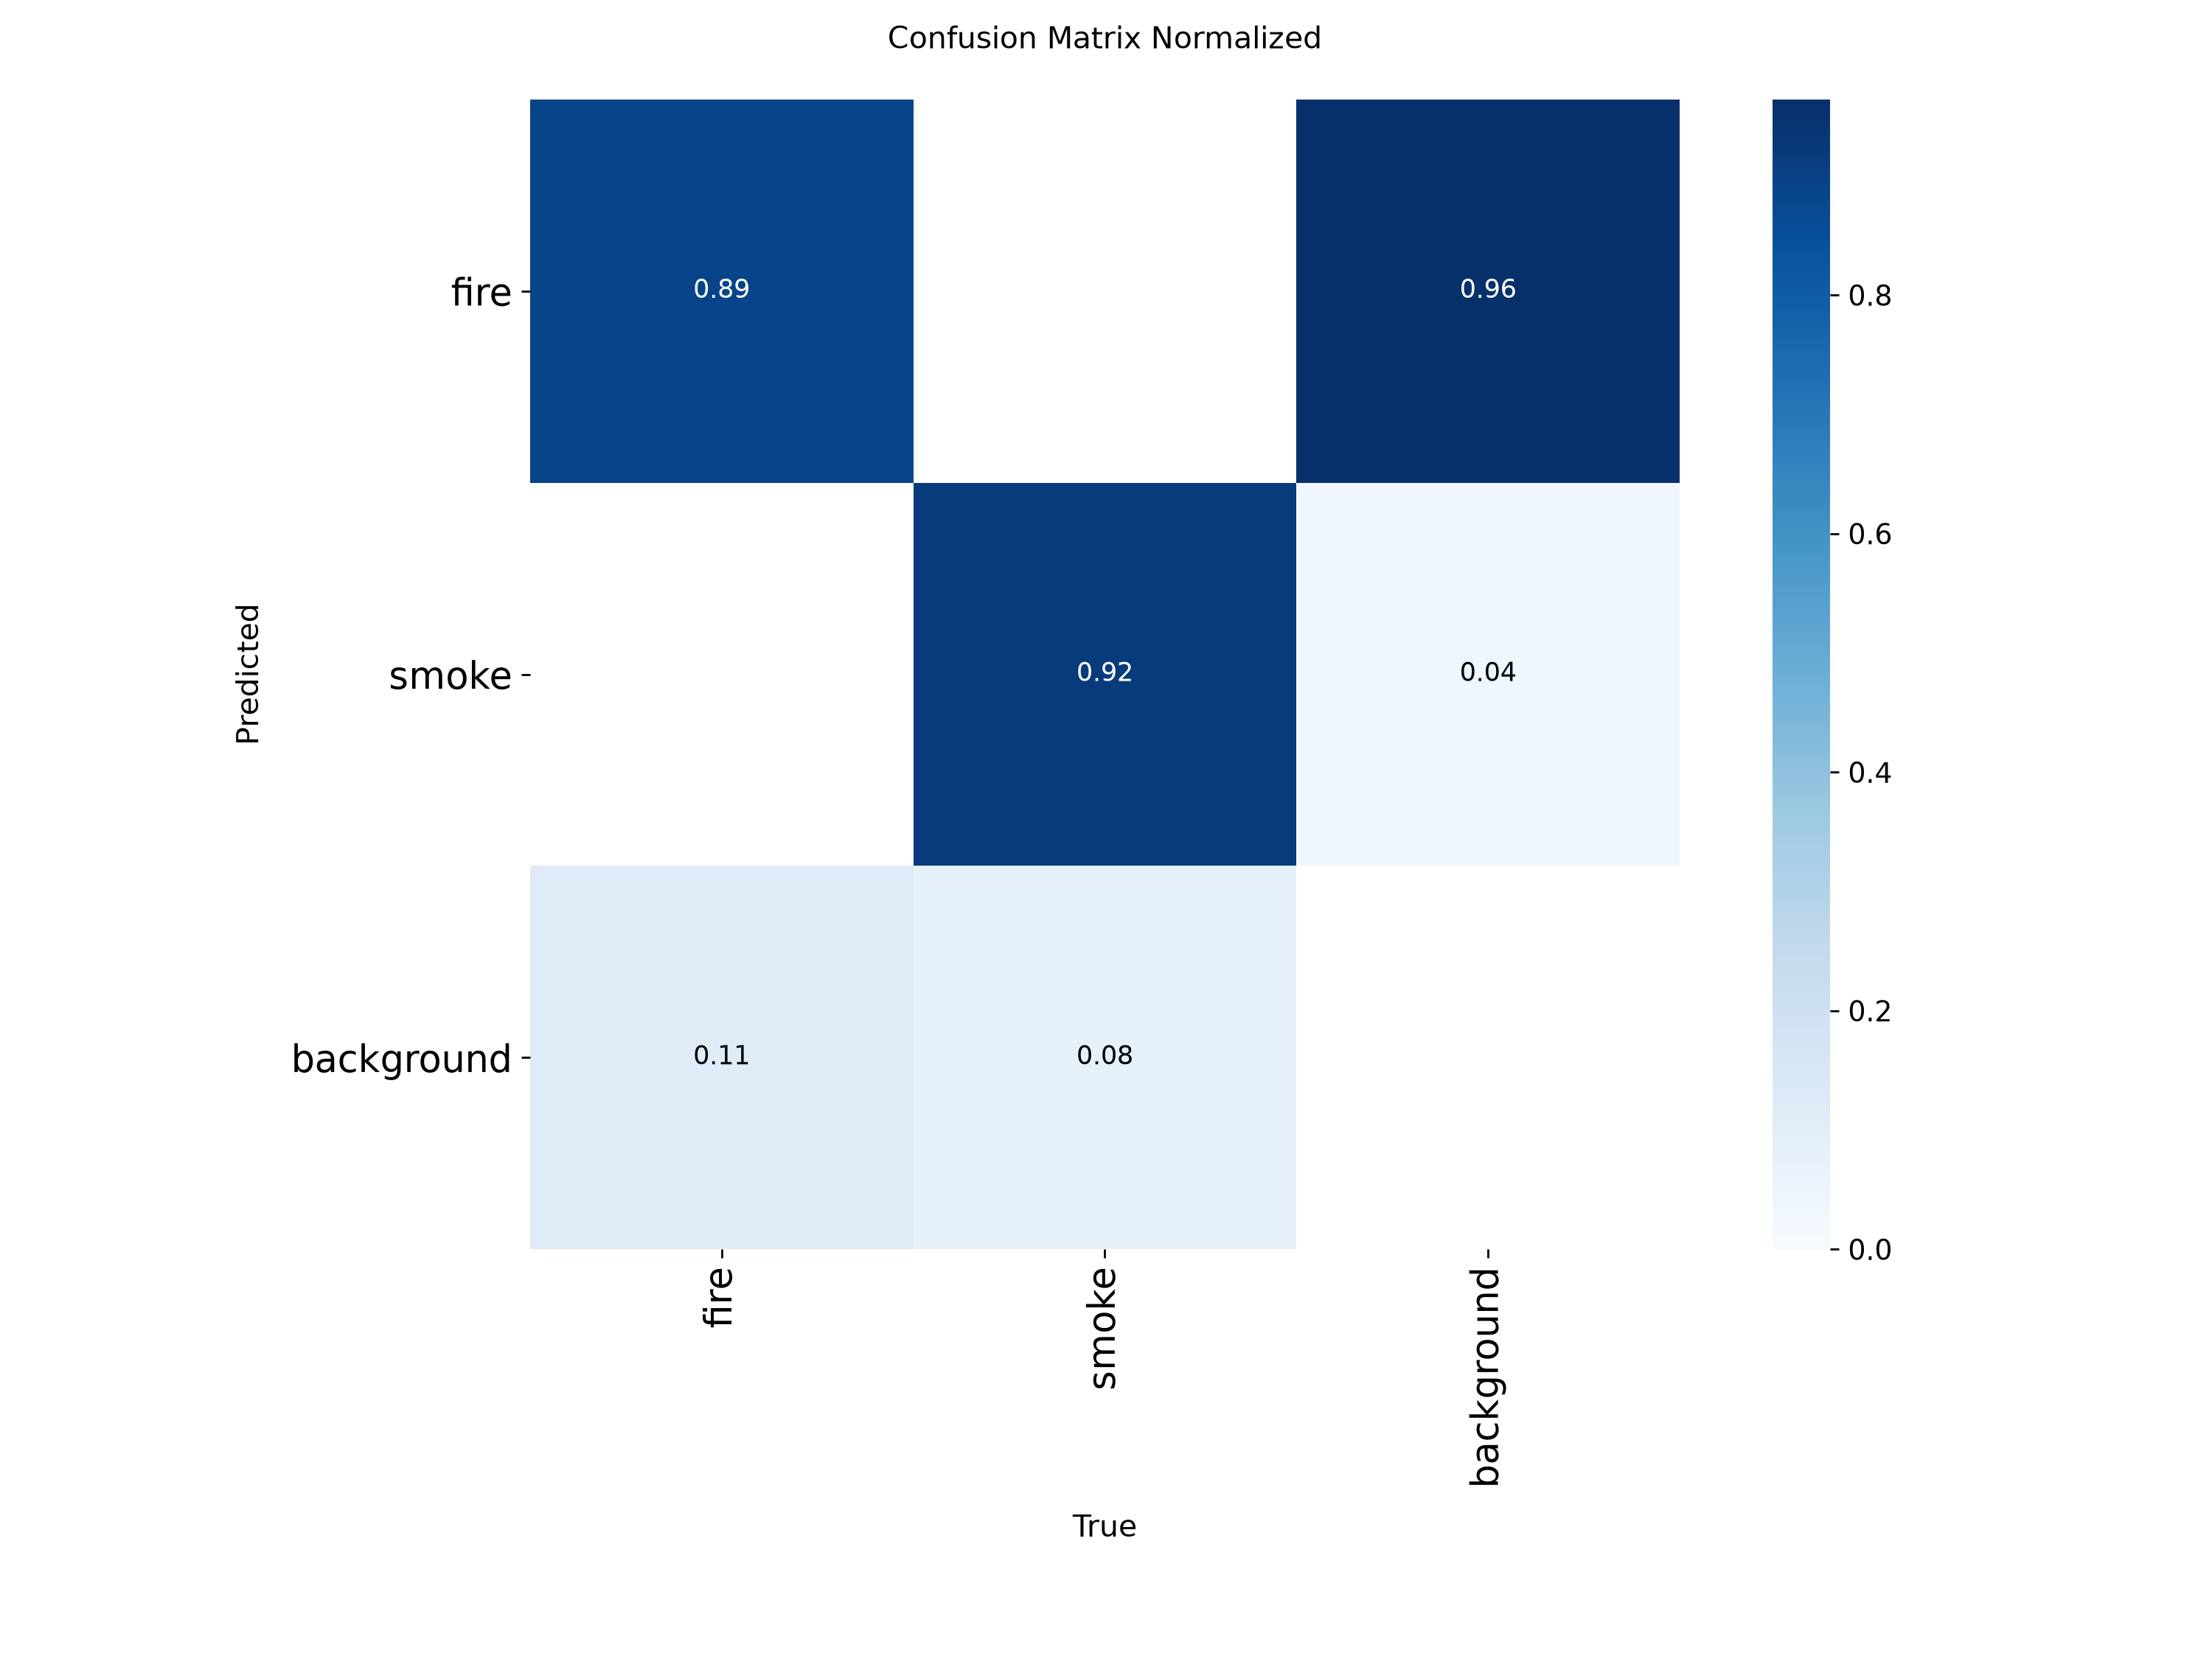 Confusion Matrix Normalized
fire
0.89
0.96
0.8
0.6
Predicted
smoke
0.92
0.04
0.4
0.2
background
0.11
0.08
0.0
fire
smoke
background
True